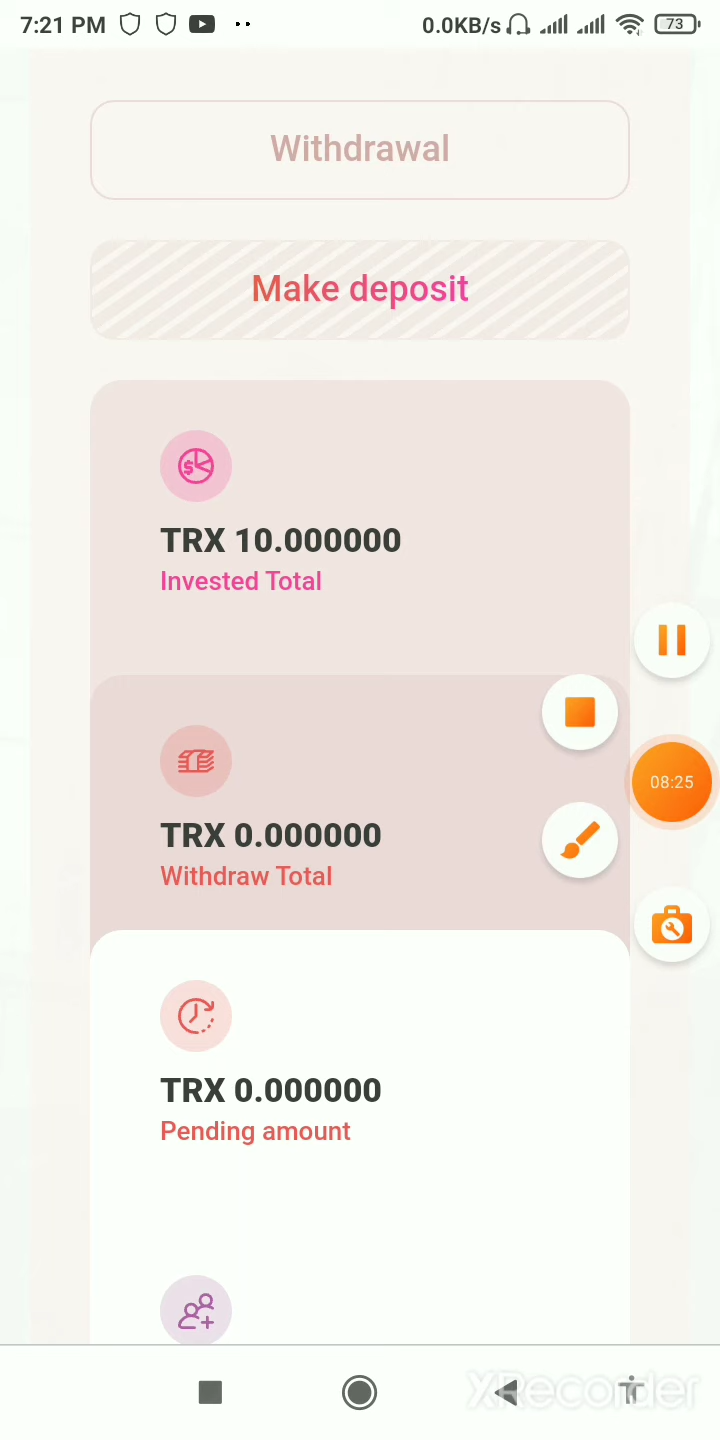 7:21 PM
0.0KB/s
73
Withdrawal
Make deposit
TRX 10.000000
Invested Total
TRX 0.000000
Withdraw Total
08:25
TRX 0.000000
Pending amount
XRecorder